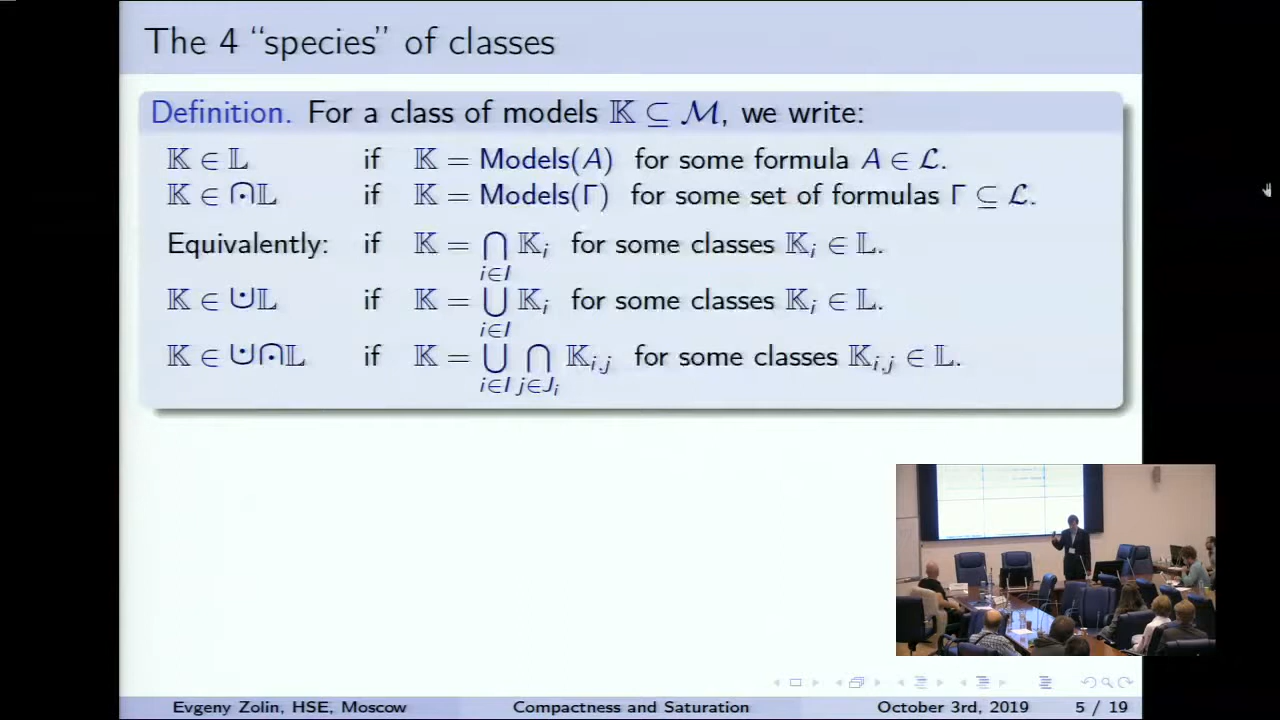 The 4 “species” of classes
Definition. For a class of models 𝕂 ⊆ ℳ, we write:
𝕂 ∈ 𝕃 if 𝕂 = Models(A) for some formula A ∈ ℒ.
𝕂 ∈ ⩀𝕃 if 𝕂 = Models(Γ) for some set of formulas Γ ⊆ ℒ.
Equivalently: if 𝕂 = ⋂_{i∈I} 𝕂_i for some classes 𝕂_i ∈ 𝕃.
𝕂 ∈ ⊍𝕃 if 𝕂 = ⋃_{i∈I} 𝕂_i for some classes 𝕂_i ∈ 𝕃.
𝕂 ∈ ⊍⩀𝕃 if 𝕂 = ⋃_{i∈I} ⋂_{j∈J_i} 𝕂_{i,j} for some classes 𝕂_{i,j} ∈ 𝕃.
Evgeny Zolin, HSE, Moscow Compactness and Saturation October 3rd, 2019 5 / 19